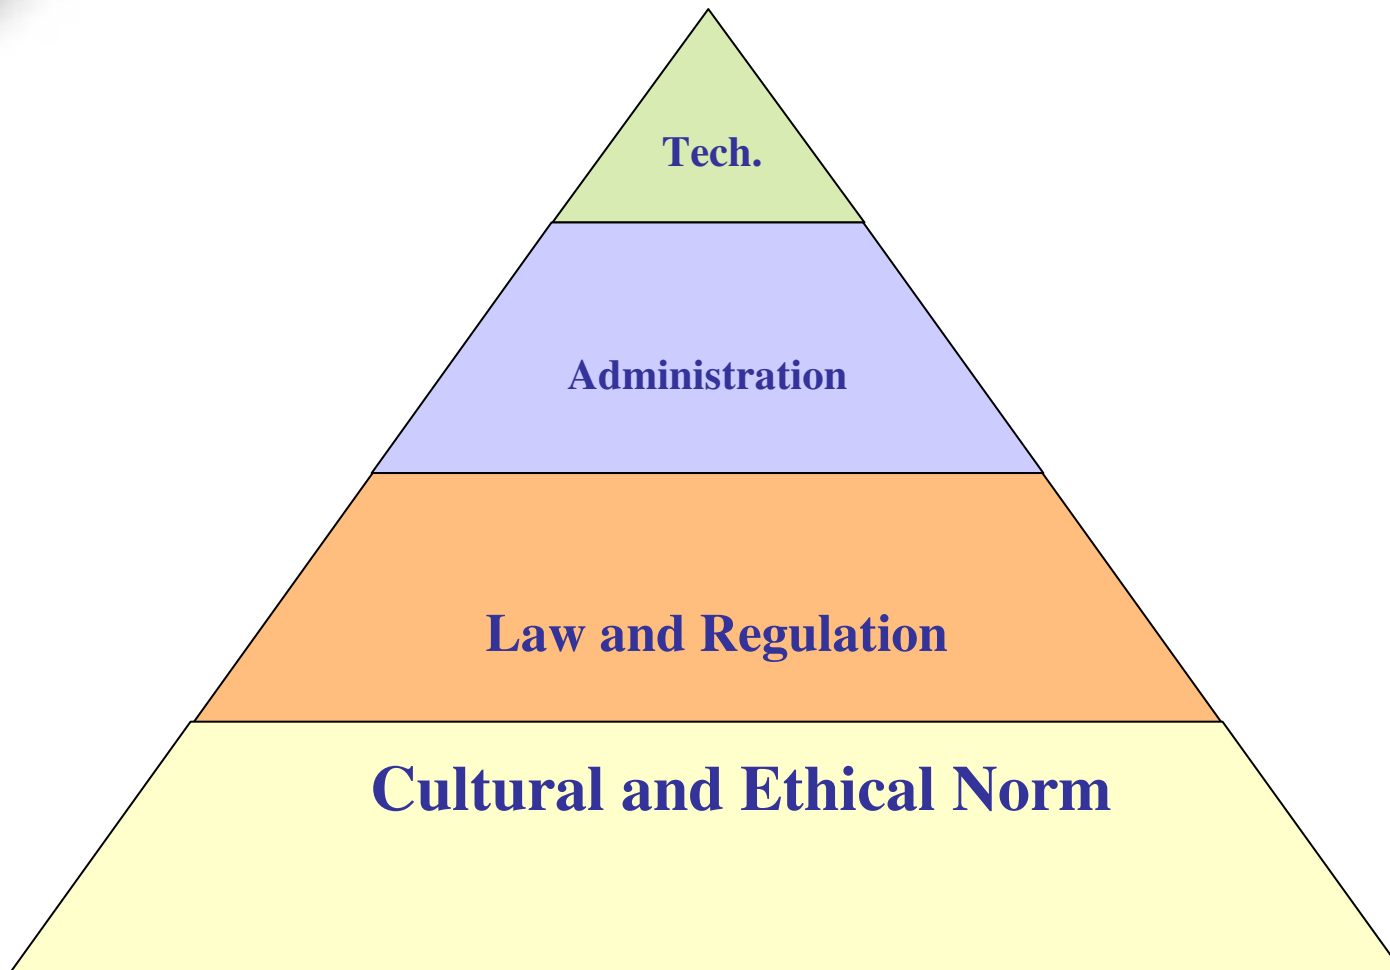 Tech.
Administration
Law and Regulation
Cultural and Ethical Norm